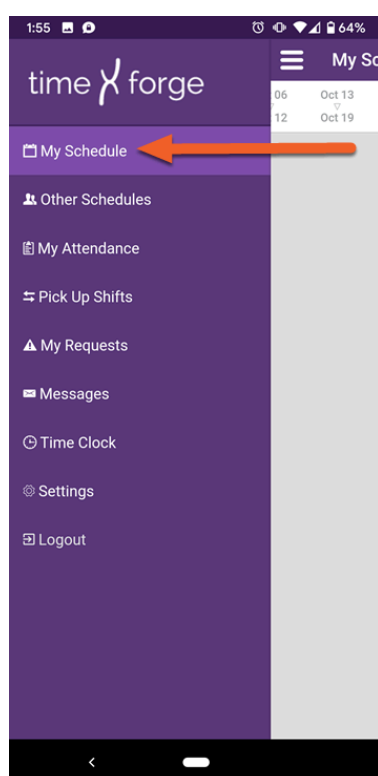 1:55
64%
time forge
My Sc
06
Oct 13
12
Oct 19
My Schedule
Other Schedules
My Attendance
Pick Up Shifts
My Requests
Messages
Time Clock
Settings
Logout